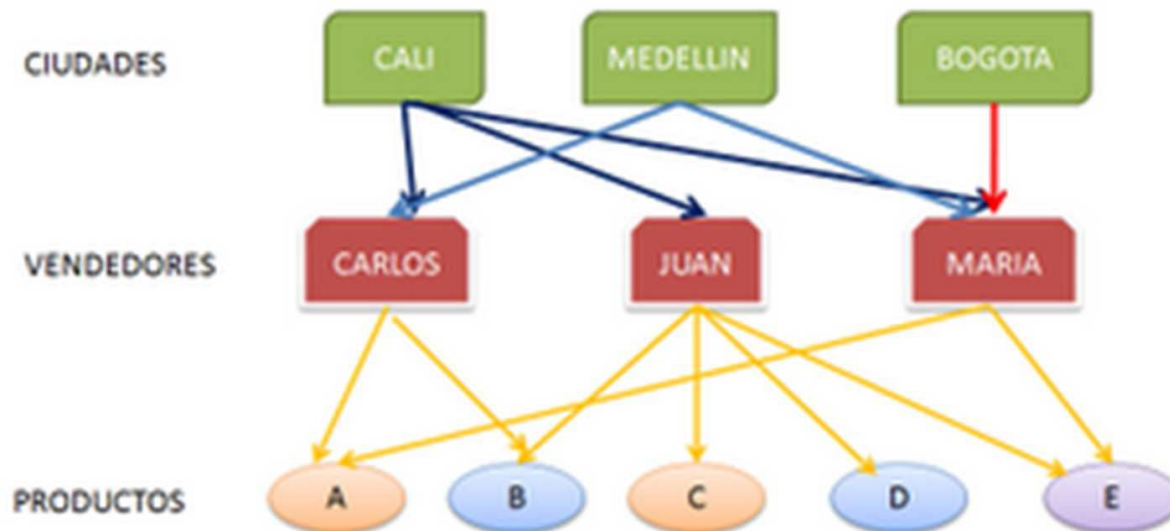 CIUDADES CALI MEDELLIN BOGOTA
VENDEDORES CARLOS JUAN MARIA
PRODUCTOS A B C D E